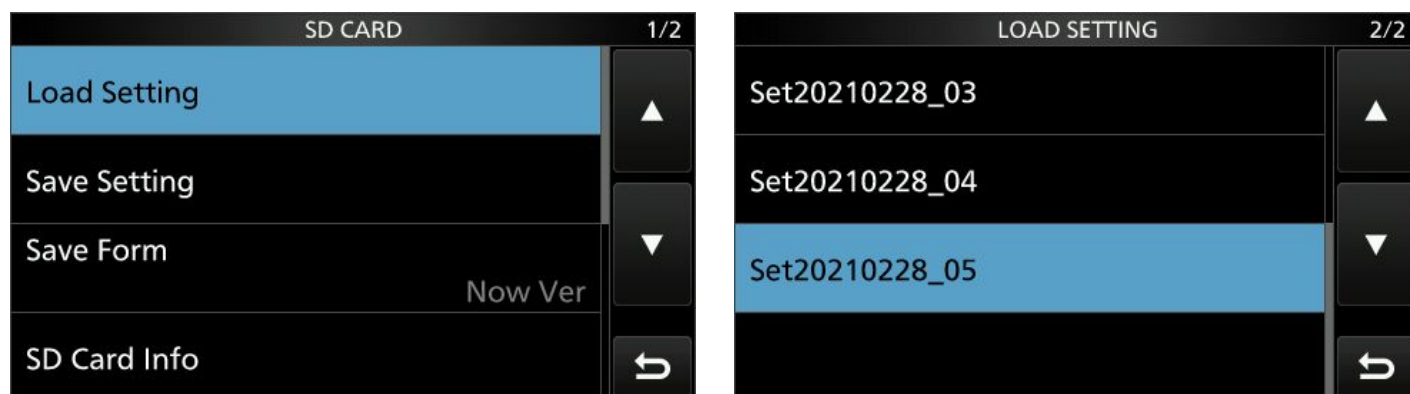 SD CARD 1/2
Load Setting
Save Setting
Save Form
Now Ver
SD Card Info
LOAD SETTING 2/2
Set20210228_03
Set20210228_04
Set20210228_05